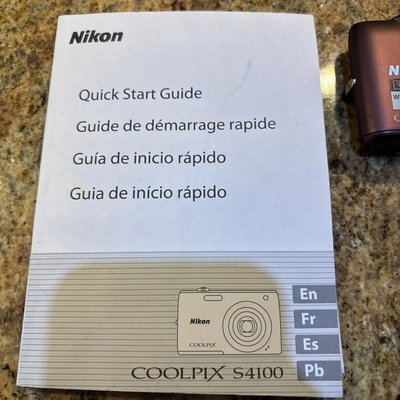 Nikon
Quick Start Guide
Guide de démarrage rapide
Guía de inicio rápido
Guia de início rápido
En
Fr
Es
Pb
Nikon
COOLPIX
COOLPIX S4100